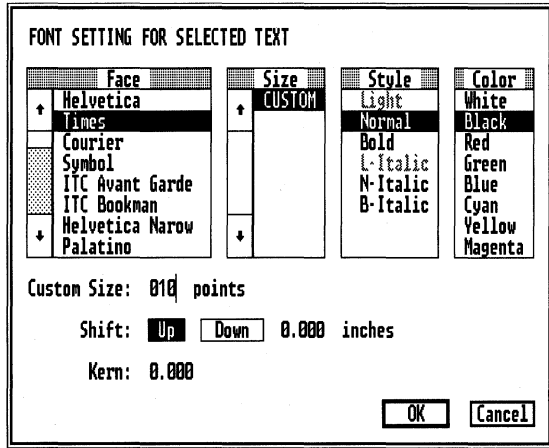 FONT SETTING FOR SELECTED TEXT
Face Size Style Color
Helvetica CUSTOM Light White
Times Normal Black
Courier Bold Red
Symbol L-Italic Green
ITC Avant Garde N-Italic Blue
ITC Bookman B-Italic Cyan
Helvetica Narow Yellow
Palatino Magenta
Custom Size: 010 points
Shift: Up Down 0.000 inches
Kern: 0.000
OK Cancel